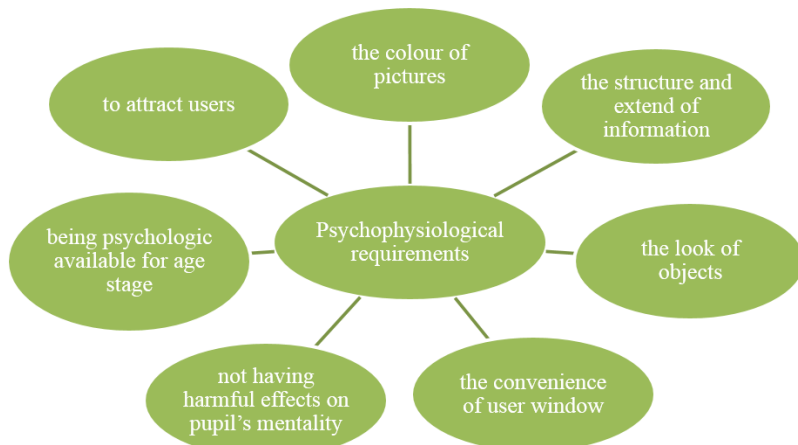 the colour of
pictures
to attract users
the structure and
extend of
information
Psychophysiological
requirements
being psychologic
available for age
stage
the look of
objects
not having
harmful effects on
pupil’s mentality
the convenience
of user window